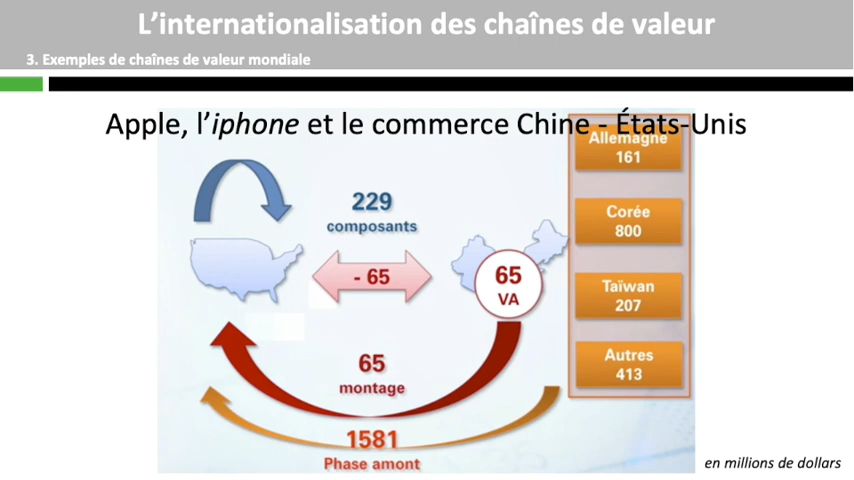 L'internationalisation des chaînes de valeur
3. Exemples de chaînes de valeur mondiale
Apple, l'iphone et le commerce Chine - États-Unis
Allemagne
161
229
composants
Corée
800
- 65
65
VA
Taïwan
207
65
montage
Autres
413
1581
Phase amont
en millions de dollars